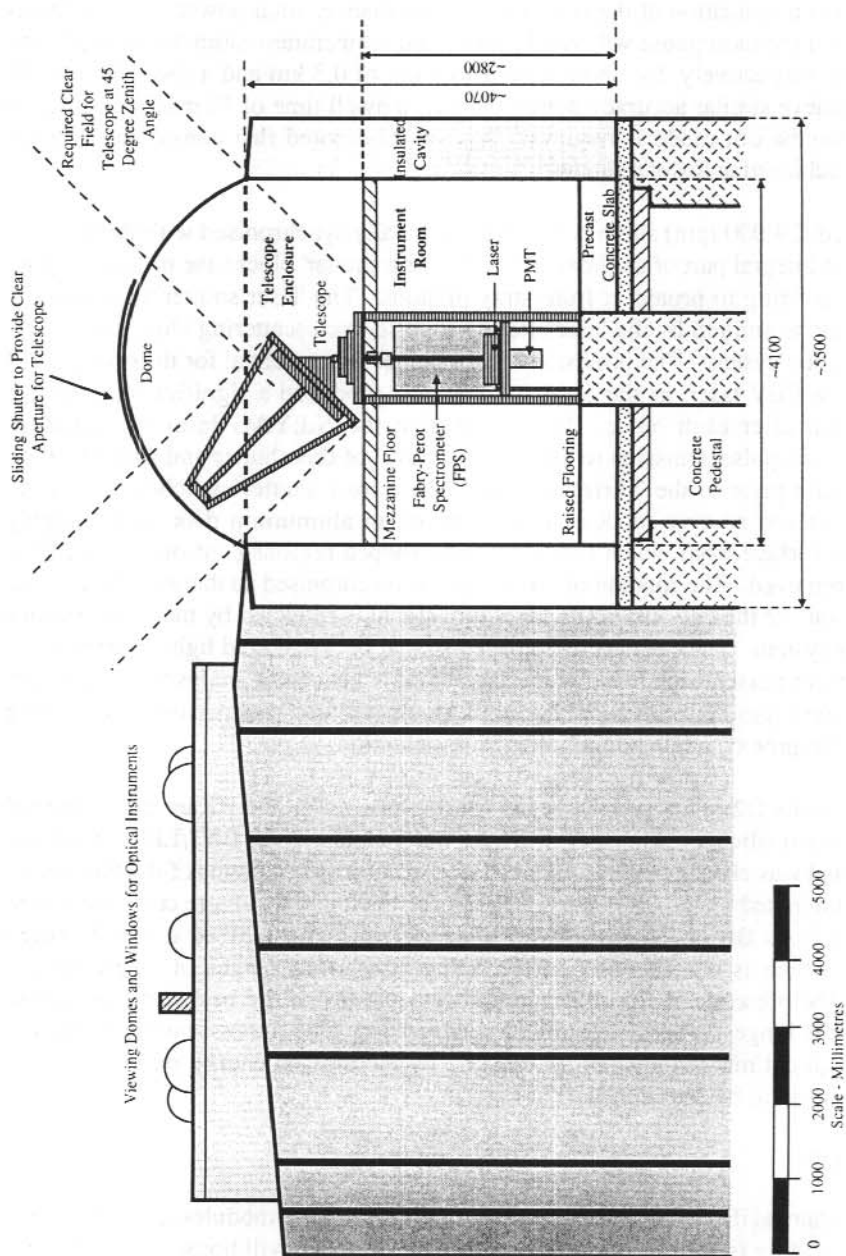 Sliding Shutter to Provide Clear
Aperture for Telescope
Required Clear
Field for
Telescope at 45
Degree Zenith
Angle
Dome
Viewing Domes and Windows for Optical Instruments
Telescope
Enclosure
Telescope
Mezzanine Floor
Insulated
Cavity
Instrument
Room
Fabry-Perot
Spectrometer
(FPS)
Laser
PMT
Raised Flooring
Precast
Concrete Slab
Concrete
Pedestal
~2800
~4070
~4100
~5500
0
1000
2000
3000
4000
5000
Scale - Millimetres